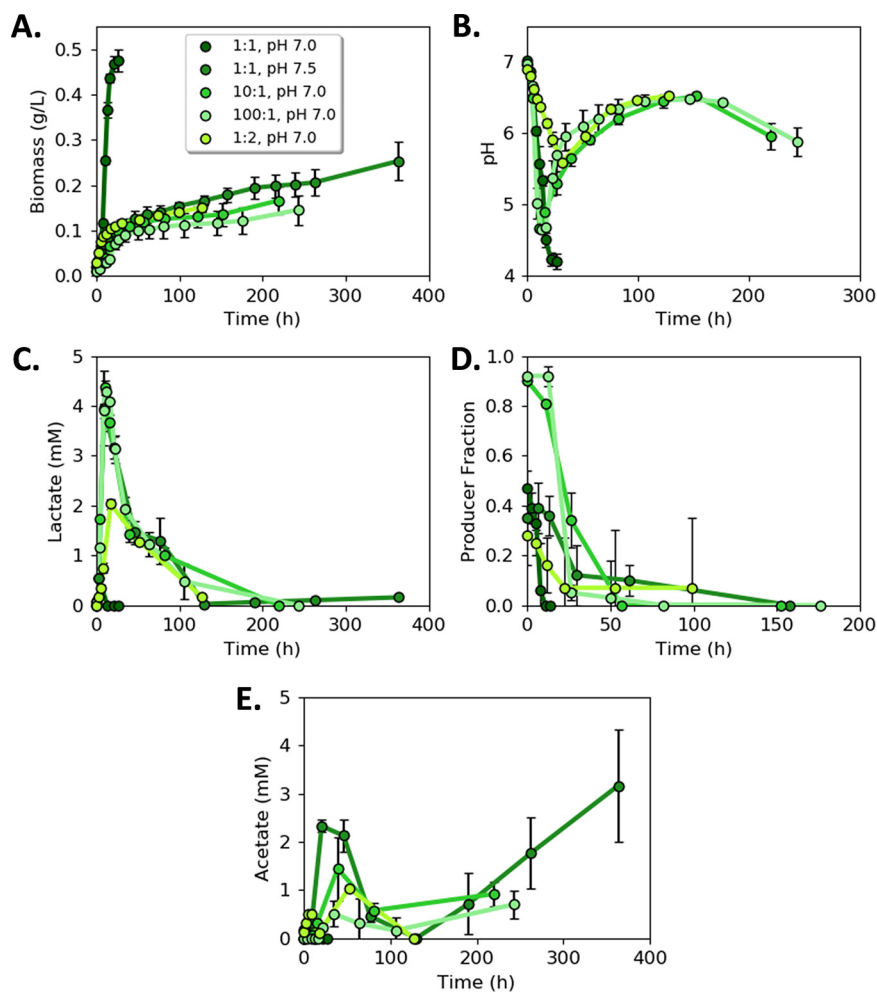 A.
Biomass (g/L)
0.5
0.4
0.3
0.2
0.1
0.0
0 100 200 300 400
Time (h)
1:1, pH 7.0
1:1, pH 7.5
10:1, pH 7.0
100:1, pH 7.0
1:2, pH 7.0
B.
pH
7
6
5
4
0 100 200 300
Time (h)
C.
Lactate (mM)
5
4
3
2
1
0
0 100 200 300 400
Time (h)
D.
Producer Fraction
1.0
0.8
0.6
0.4
0.2
0.0
0 50 100 150 200
Time (h)
E.
Acetate (mM)
5
4
3
2
1
0
0 100 200 300 400
Time (h)